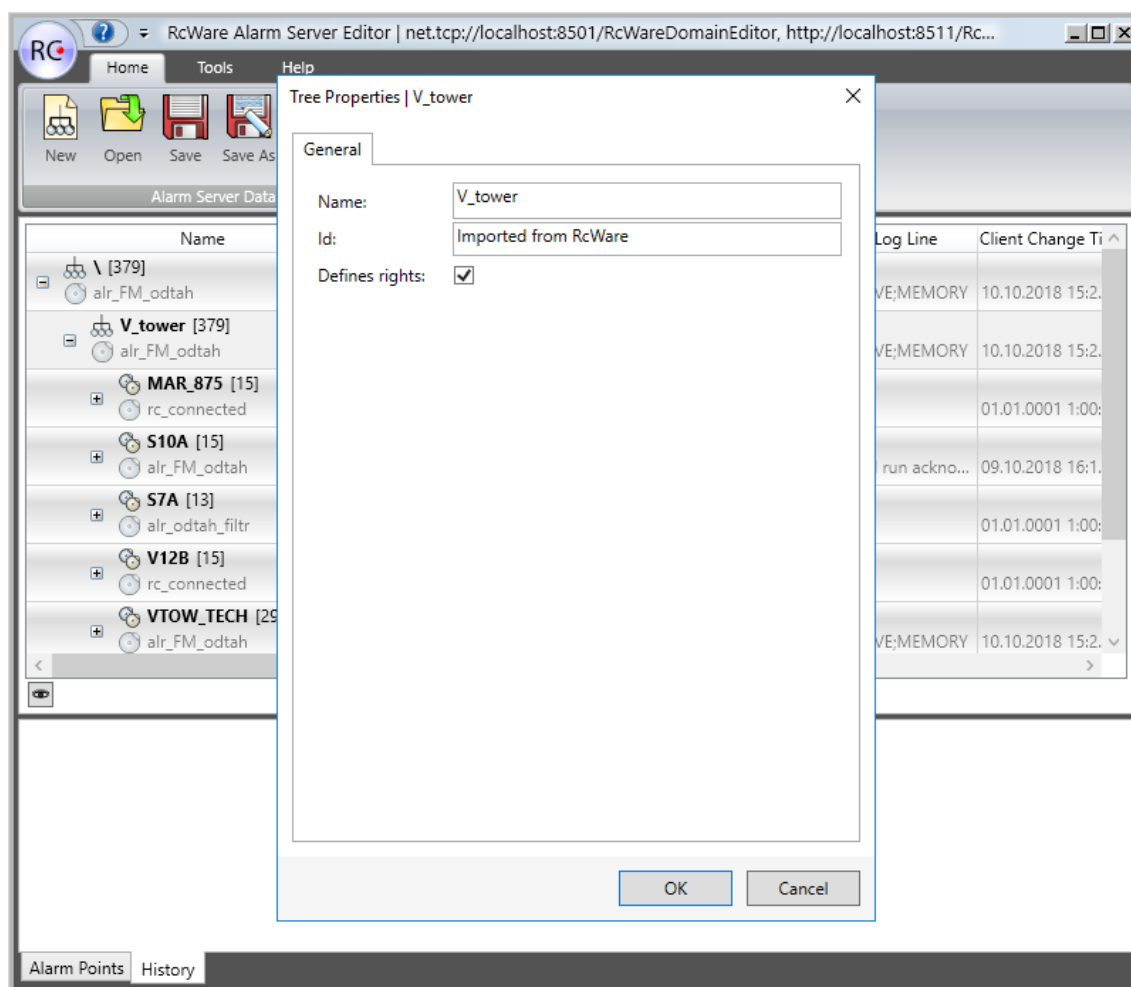 RC
RcWare Alarm Server Editor | net.tcp://localhost:8501/RcWareDomainEditor, http://localhost:8511/Rc...
Home Tools Help
New Open Save Save As
Alarm Server Data
Tree Properties | V_tower
General
Name: V_tower
Id: Imported from RcWare
Defines rights:
OK Cancel
Name Log Line Client Change Ti
\ [379]
alr_FM_odtah VE;MEMORY 10.10.2018 15:2.
V_tower [379]
alr_FM_odtah VE;MEMORY 10.10.2018 15:2.
MAR_875 [15]
rc_connected 01.01.0001 1:00:
S10A [15]
alr_FM_odtah run ackno... 09.10.2018 16:1.
S7A [13]
alr_odtah_filtr 01.01.0001 1:00:
V12B [15]
rc_connected 01.01.0001 1:00:
VTOW_TECH [29
alr_FM_odtah VE;MEMORY 10.10.2018 15:2.
Alarm Points History